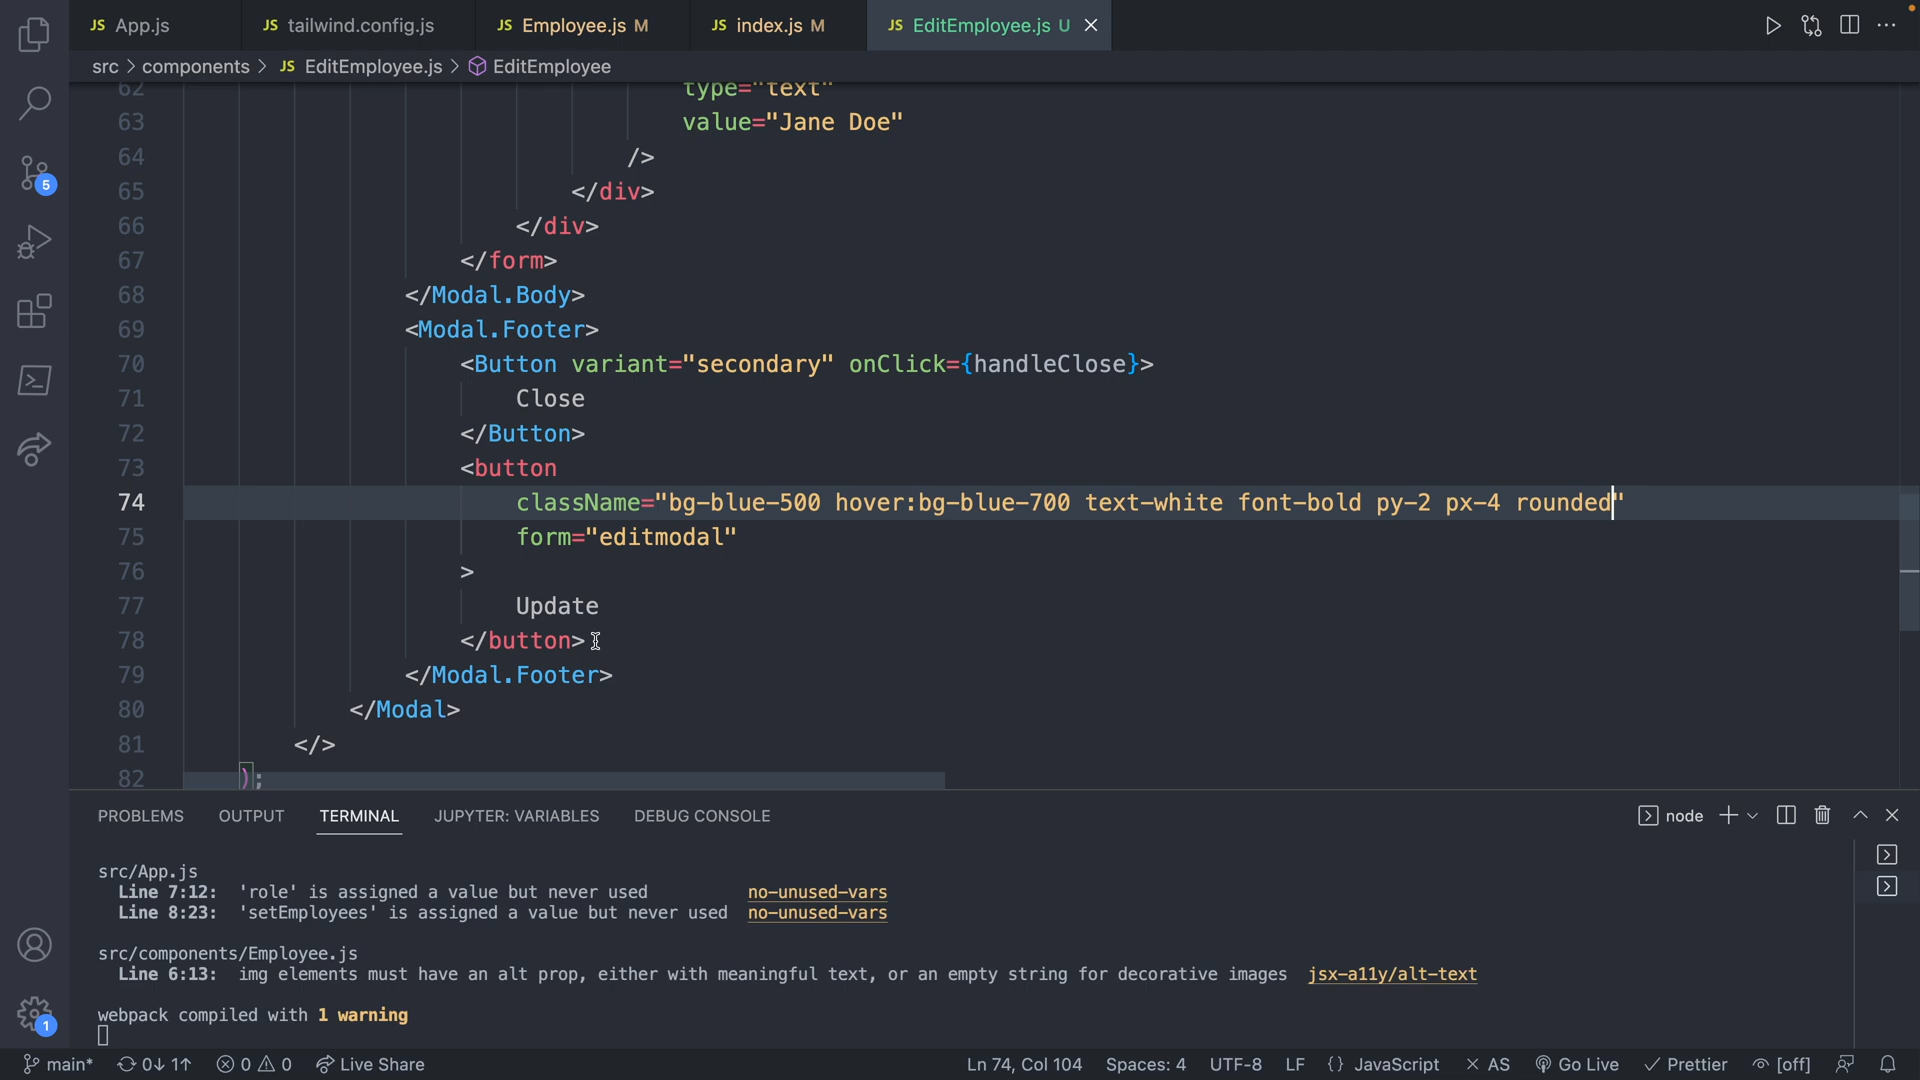 JS App.js
JS tailwind.config.js
JS Employee.js M
JS index.js M
JS EditEmployee.js U
src > components > JS EditEmployee.js > EditEmployee
62 type="text"
63 value="Jane Doe"
64 />
65 </div>
66 </div>
67 </form>
68 </Modal.Body>
69 <Modal.Footer>
70 <Button variant="secondary" onClick={handleClose}>
71 Close
72 </Button>
73 <button
74 className="bg-blue-500 hover:bg-blue-700 text-white font-bold py-2 px-4 rounded"
75 form="editmodal"
76 >
77 Update
78 </button>
79 </Modal.Footer>
80 </Modal>
81 </>
82 );
5
1
PROBLEMS OUTPUT TERMINAL JUPYTER: VARIABLES DEBUG CONSOLE
node
src/App.js
Line 7:12: 'role' is assigned a value but never used no-unused-vars
Line 8:23: 'setEmployees' is assigned a value but never used no-unused-vars
src/components/Employee.js
Line 6:13: img elements must have an alt prop, either with meaningful text, or an empty string for decorative images jsx-a11y/alt-text
webpack compiled with 1 warning
main* 0↓ 1↑ 0 0 Live Share Ln 74, Col 104 Spaces: 4 UTF-8 LF {} JavaScript × AS Go Live ✓ Prettier [off]